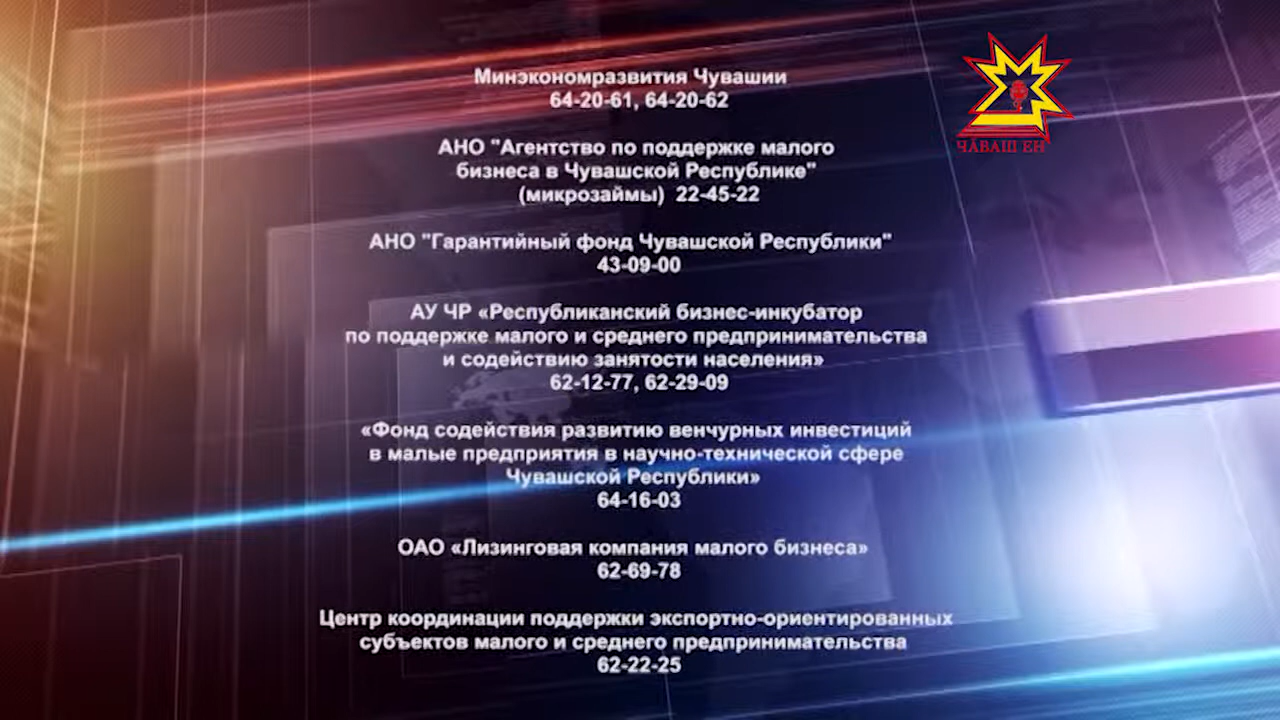 Минэкономразвития Чувашии
64-20-61, 64-20-62
АНО "Агентство по поддержке малого
бизнеса в Чувашской Республике"
(микрозаймы) 22-45-22
АНО "Гарантийный фонд Чувашской Республики"
43-09-00
АУ ЧР «Республиканский бизнес-инкубатор
по поддержке малого и среднего предпринимательства
и содействию занятости населения»
62-12-77, 62-29-09
«Фонд содействия развитию венчурных инвестиций
в малые предприятия в научно-технической сфере
Чувашской Республики»
64-16-03
ОАО «Лизинговая компания малого бизнеса»
62-69-78
Центр координации поддержки экспортно-ориентированных
субъектов малого и среднего предпринимательства
62-22-25
ЧӐВАШ ЕН